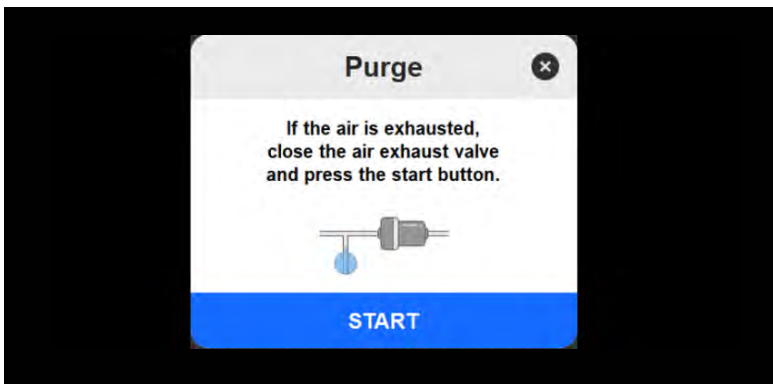 Purge
If the air is exhausted,
close the air exhaust valve
and press the start button.
START